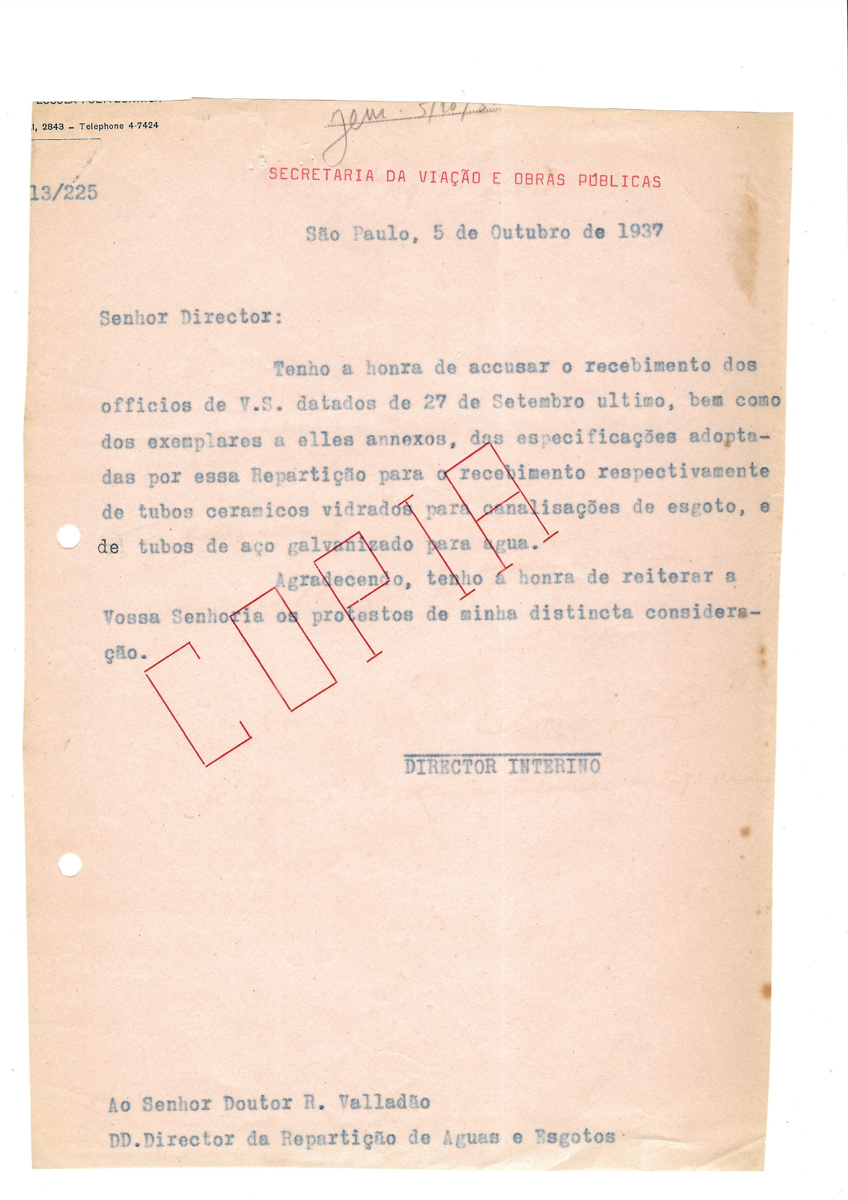 ESCOLA POLYTECHNICA
l, 2843 – Telephone 4-7424
SECRETARIA DA VIAÇÃO E OBRAS PÚBLICAS
13/225
São Paulo, 5 de Outubro de 1937
Senhor Director:
Tenho a honra de accusar o recebimento dos
officios de V.S. datados de 27 de Setembro ultimo, bem como
dos exemplares a elles annexos, das especificações adopta-
das por essa Repartição para o recebimento respectivamente
de tubos ceramicos vidrados para canalisações de esgoto, e
de tubos de aço galvanizado para agua.
Agradecendo, tenho a honra de reiterar a
Vossa Senhoria os protestos de minha distincta considera-
ção.
COPIA
DIRECTOR INTERINO
Ao Senhor Doutor R. Valladão
DD.Director da Repartição de Aguas e Esgotos